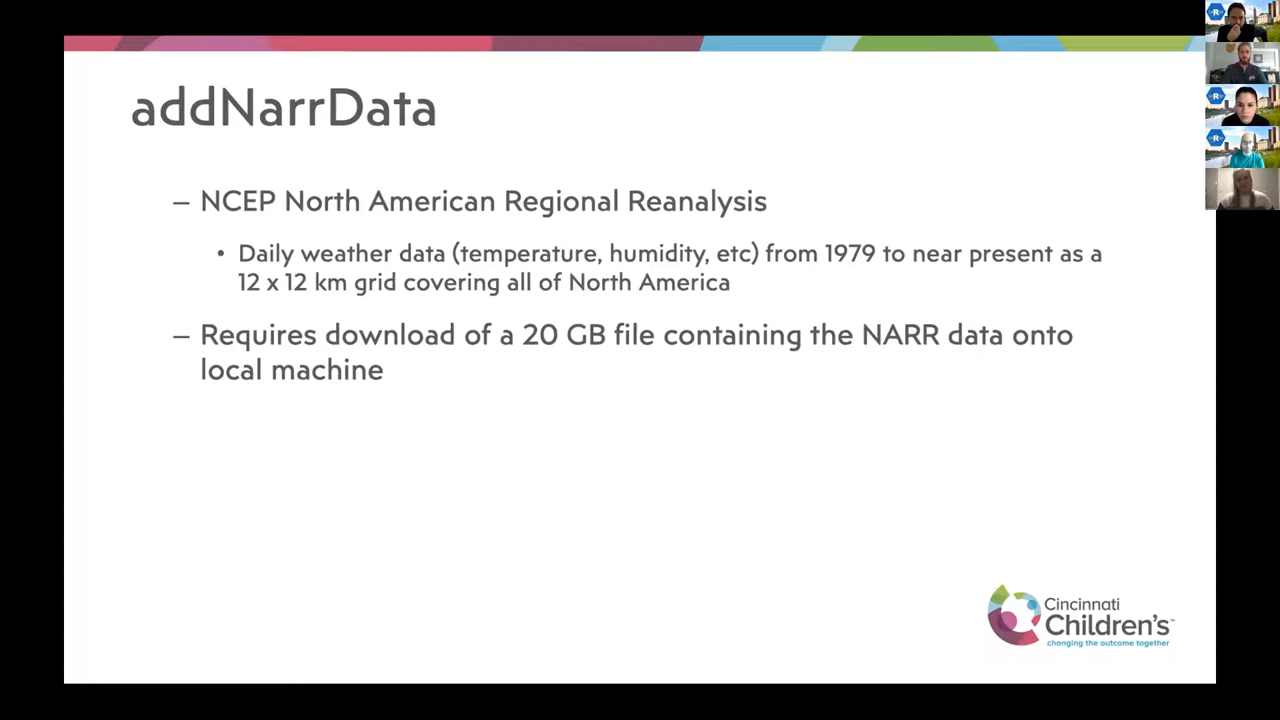 addNarrData
– NCEP North American Regional Reanalysis
• Daily weather data (temperature, humidity, etc) from 1979 to near present as a
12 x 12 km grid covering all of North America
– Requires download of a 20 GB file containing the NARR data onto
local machine
Cincinnati
Children's™
changing the outcome together
R
R
R